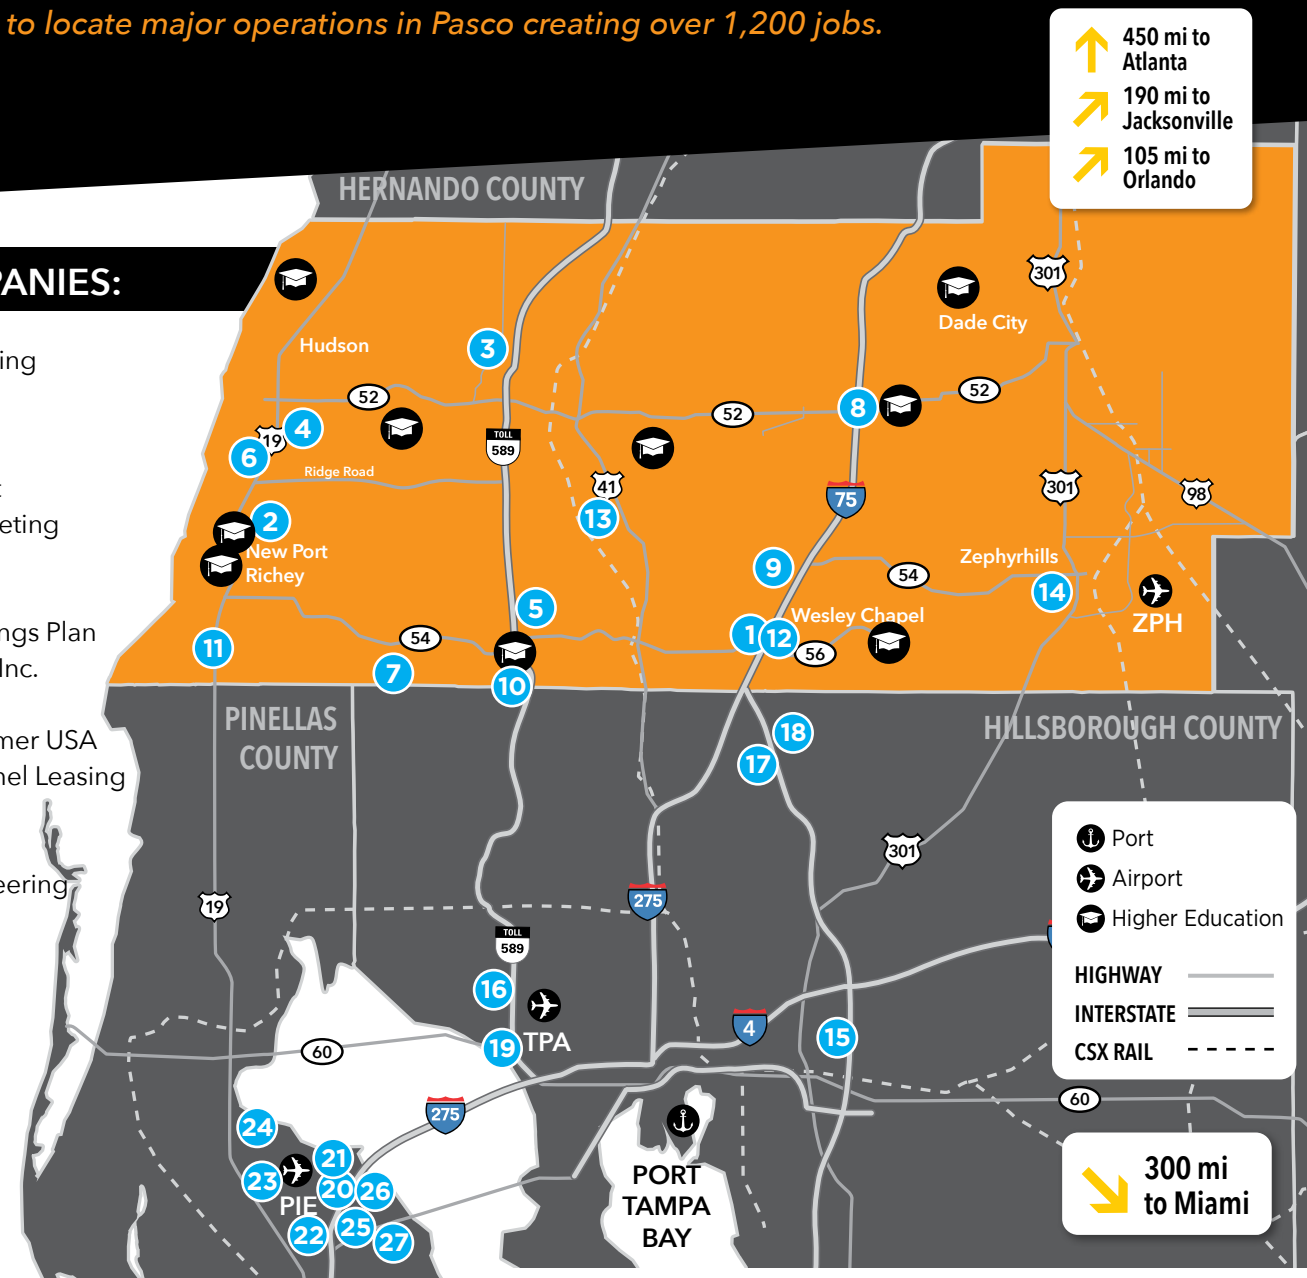 to locate major operations in Pasco creating over 1,200 jobs.
450 mi to
Atlanta
190 mi to
Jacksonville
105 mi to
Orlando
HERNANDO COUNTY
PANIES:
ing
eting
ngs Plan
Inc.
mer USA
nel Leasing
eering
301
Dade City
Hudson
3
52
52
52
8
19
4
6
TOLL
589
Ridge Road
41
13
75
301
98
2
New Port
Richey
9
54
Zephyrhills
14
ZPH
5
54
11
7
10
1
12
Wesley Chapel
56
PINELLAS
COUNTY
HILLSBOROUGH COUNTY
18
17
301
19
275
TOLL
589
Port
Airport
Higher Education
HIGHWAY
INTERSTATE
CSX RAIL
16
TPA
19
60
4
15
60
275
24
21
23
PIE
20
26
22
25
27
PORT
TAMPA
BAY
300 mi
to Miami